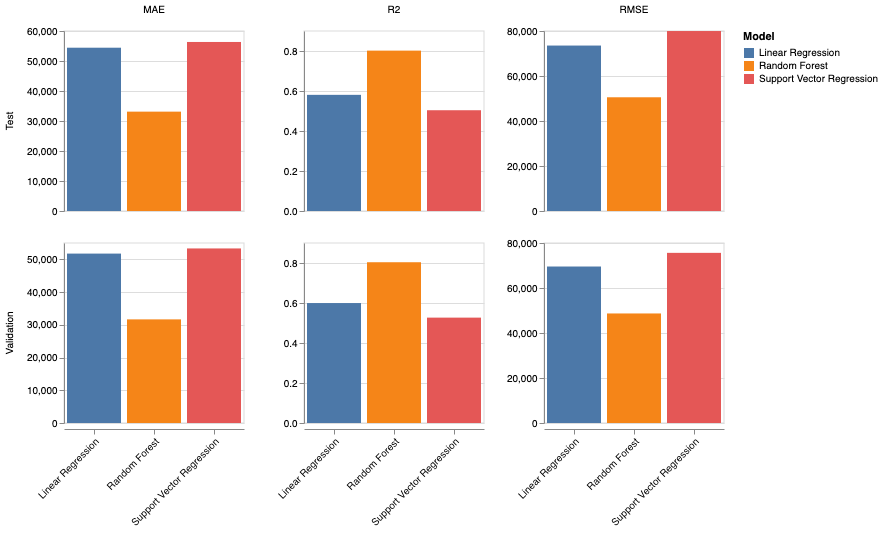 MAE
R2
RMSE
Model
Linear Regression
Random Forest
Support Vector Regression
Test
60,000
50,000
40,000
30,000
20,000
10,000
0
0.8
0.6
0.4
0.2
0.0
80,000
60,000
40,000
20,000
0
Validation
50,000
40,000
30,000
20,000
10,000
0
0.8
0.6
0.4
0.2
0.0
80,000
60,000
40,000
20,000
0
Linear Regression
Random Forest
Support Vector Regression
Linear Regression
Random Forest
Support Vector Regression
Linear Regression
Random Forest
Support Vector Regression